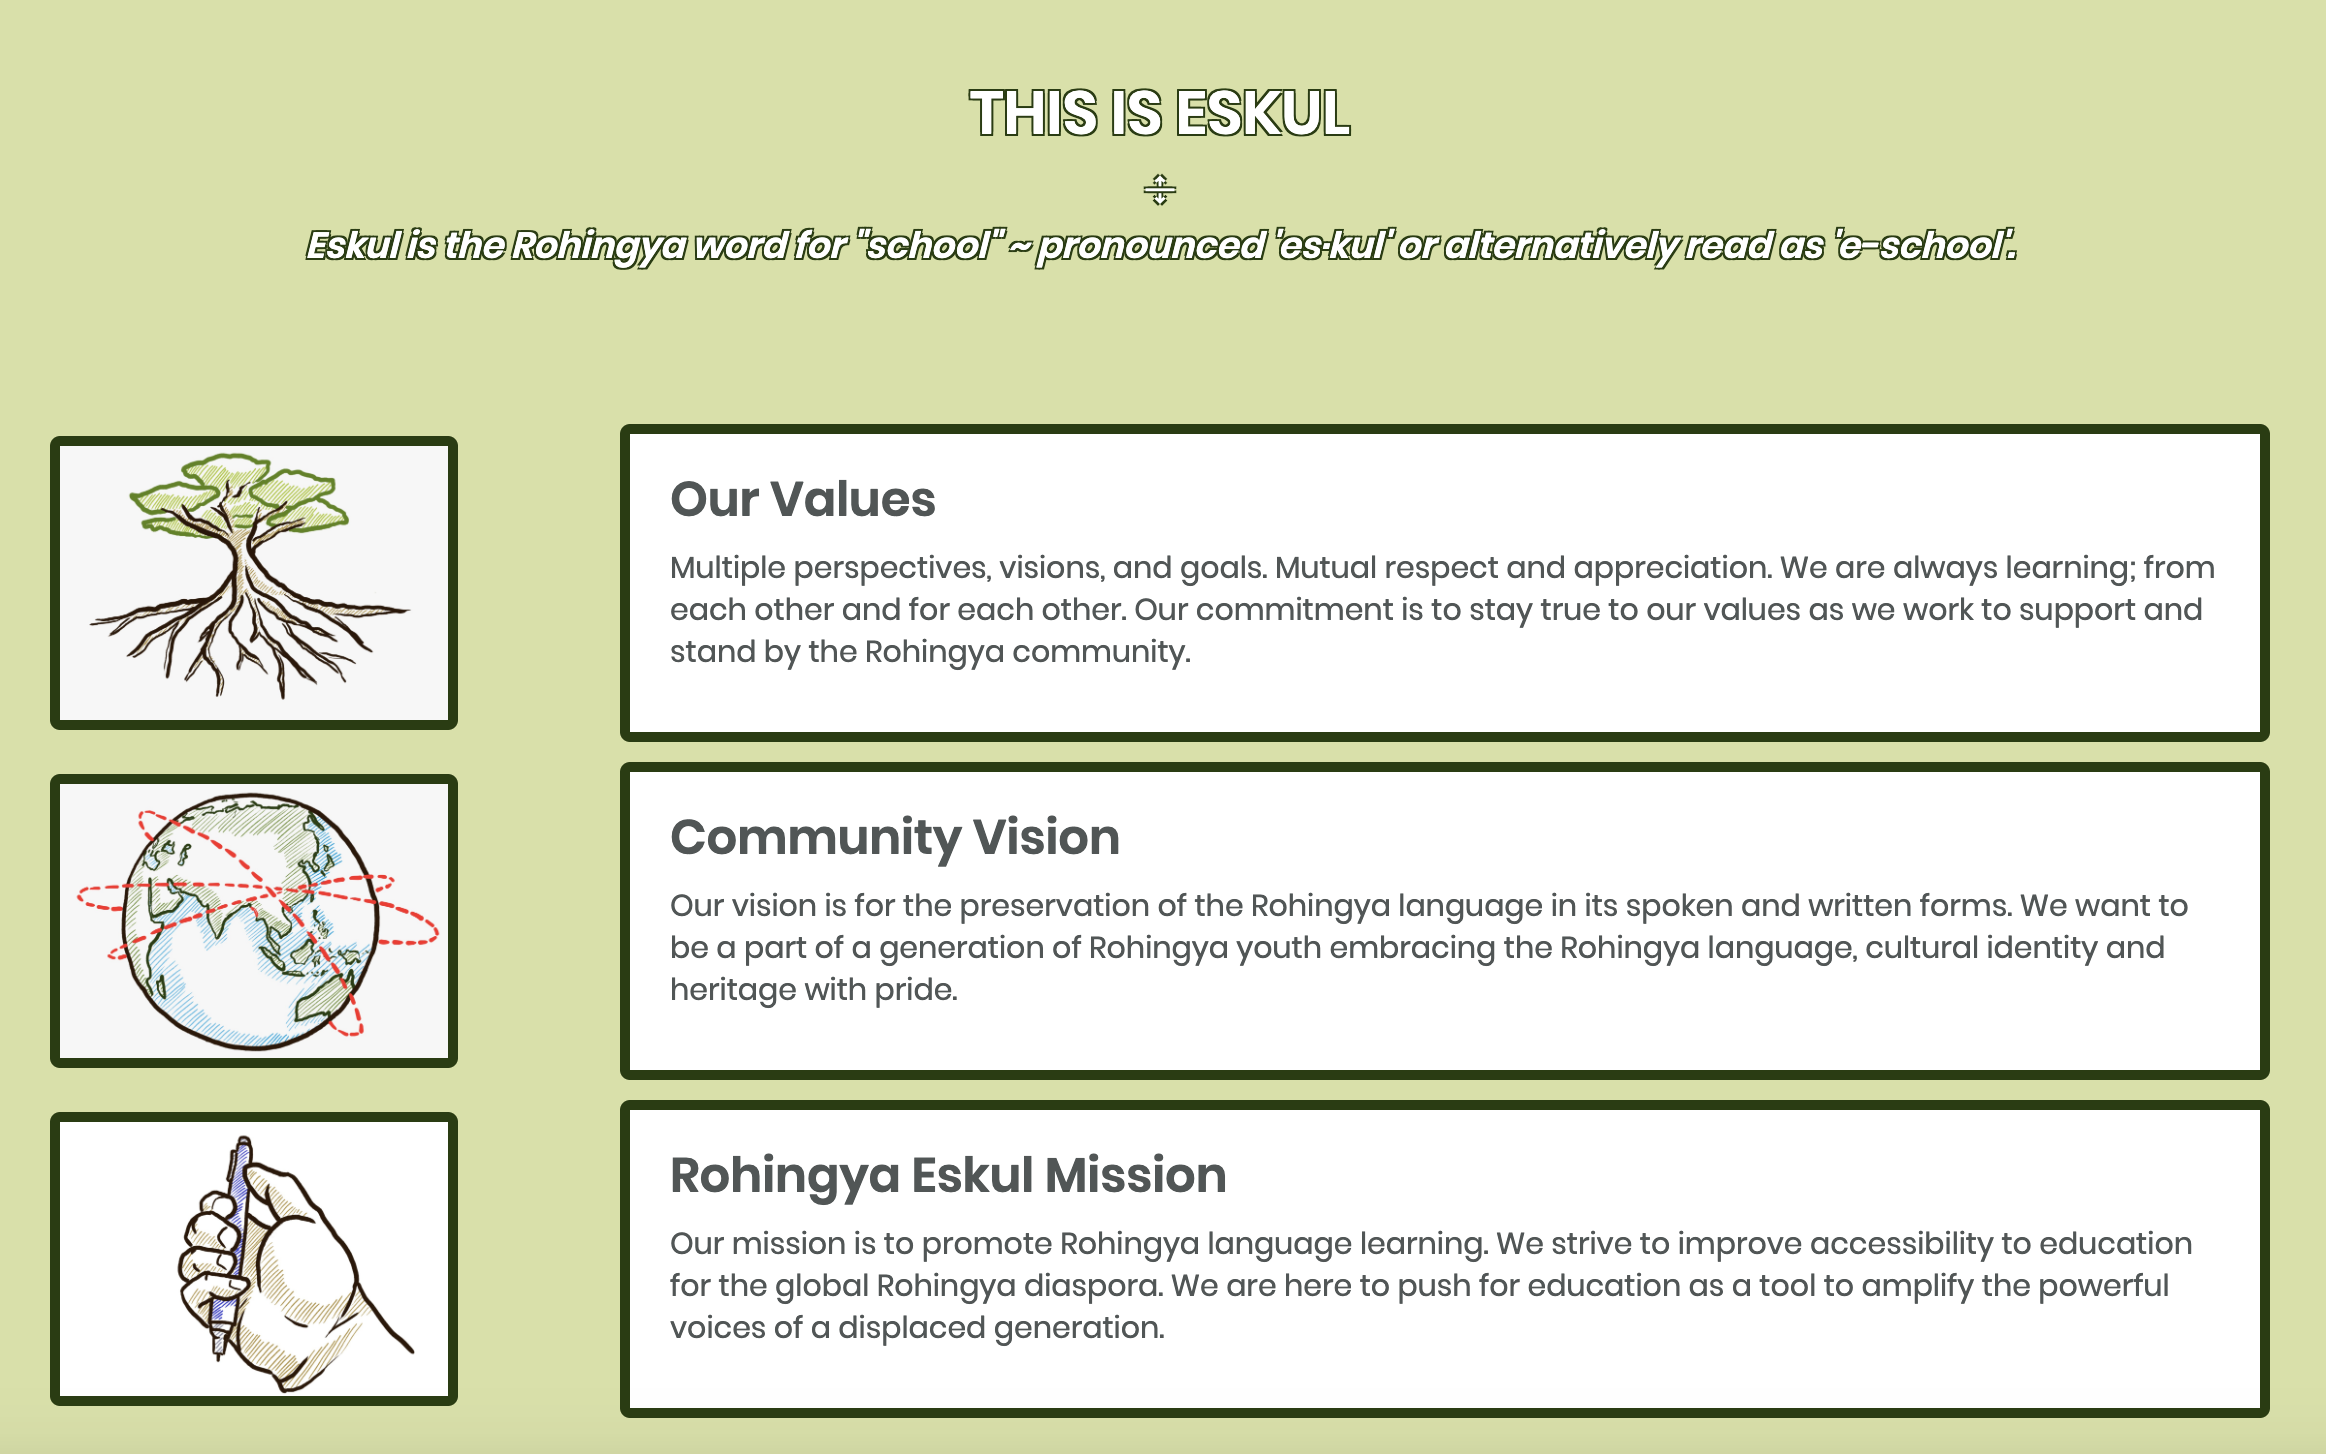 THIS IS ESKUL
Eskul is the Rohingya word for "school" ~ pronounced 'es·kul' or alternatively read as 'e-school'.
Our Values
Multiple perspectives, visions, and goals. Mutual respect and appreciation. We are always learning; from
each other and for each other. Our commitment is to stay true to our values as we work to support and
stand by the Rohingya community.
Community Vision
Our vision is for the preservation of the Rohingya language in its spoken and written forms. We want to
be a part of a generation of Rohingya youth embracing the Rohingya language, cultural identity and
heritage with pride.
Rohingya Eskul Mission
Our mission is to promote Rohingya language learning. We strive to improve accessibility to education
for the global Rohingya diaspora. We are here to push for education as a tool to amplify the powerful
voices of a displaced generation.